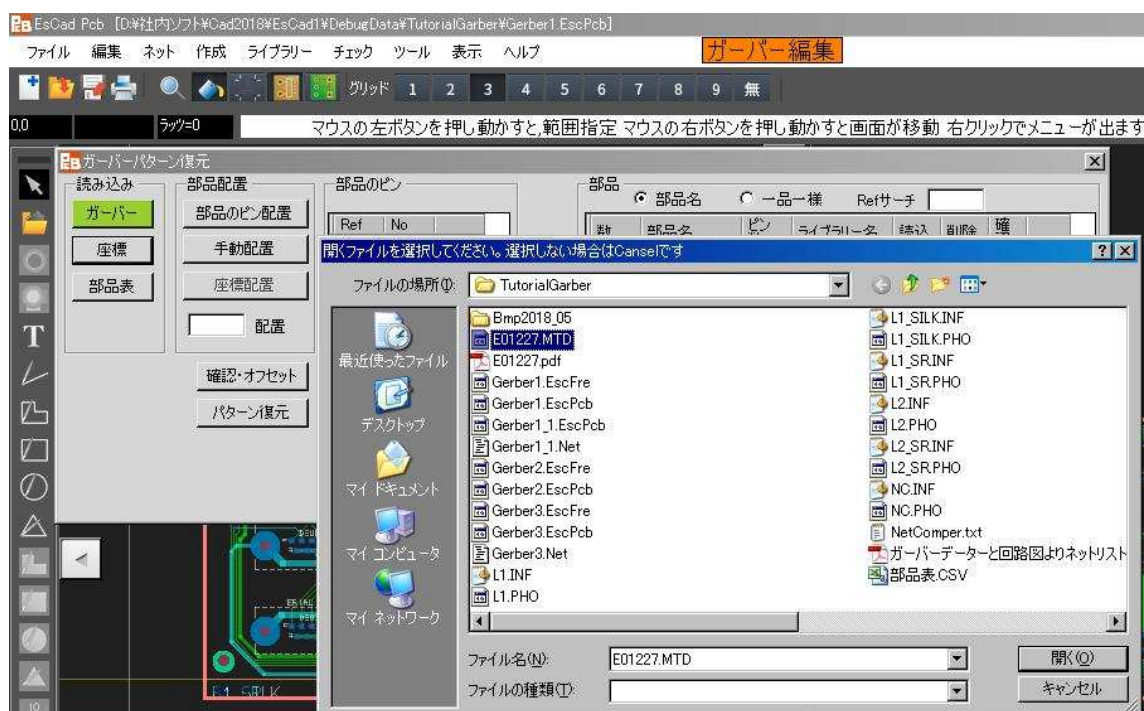 EsCad Pcb [D:¥社内ソフト¥Cad2018¥EsCad1¥DebugData¥TutorialGarber¥Gerber1.EscPcb]
ファイル 編集 ネット 作成 ライブラリー チェック ツール 表示 ヘルプ ガーバー編集
グリッド 1 2 3 4 5 6 7 8 9 無
0,0 ラッツ=0 マウスの左ボタンを押し動かすと,範囲指定 マウスの右ボタンを押し動かすと画面が移動 右クリックでメニューが出ます
ガーバーパターン復元
読み込み 部品配置 部品のピン 部品
部品名 一品一様 Refサーチ
ガーバー 部品のピン配置
Ref No 数 部品名 ピン ライブラリー名 読込 削除 確
座標 手動配置
部品表 座標配置
配置
確認・オフセット
パターン復元
開くファイルを選択してください。選択しない場合はCanselです
ファイルの場所(I): TutorialGarber
最近使ったファイル
デスクトップ
マイ ドキュメント
マイ コンピュータ
マイ ネットワーク
Bmp2018_05
E01227.MTD
E01227.pdf
Gerber1.EscFre
Gerber1.EscPcb
Gerber1_1.EscPcb
Gerber1_1.Net
Gerber2.EscFre
Gerber2.EscPcb
Gerber3.EscFre
Gerber3.EscPcb
Gerber3.Net
L1.INF
L1.PHO
L1_SILK.INF
L1_SILK.PHO
L1_SR.INF
L1_SR.PHO
L2.INF
L2.PHO
L2_SR.INF
L2_SR.PHO
NC.INF
NC.PHO
NetComper.txt
ガーバーデーターと回路図よりネットリスト
部品表.CSV
ファイル名(N): E01227.MTD 開く(O)
ファイルの種類(T): キャンセル
T
10